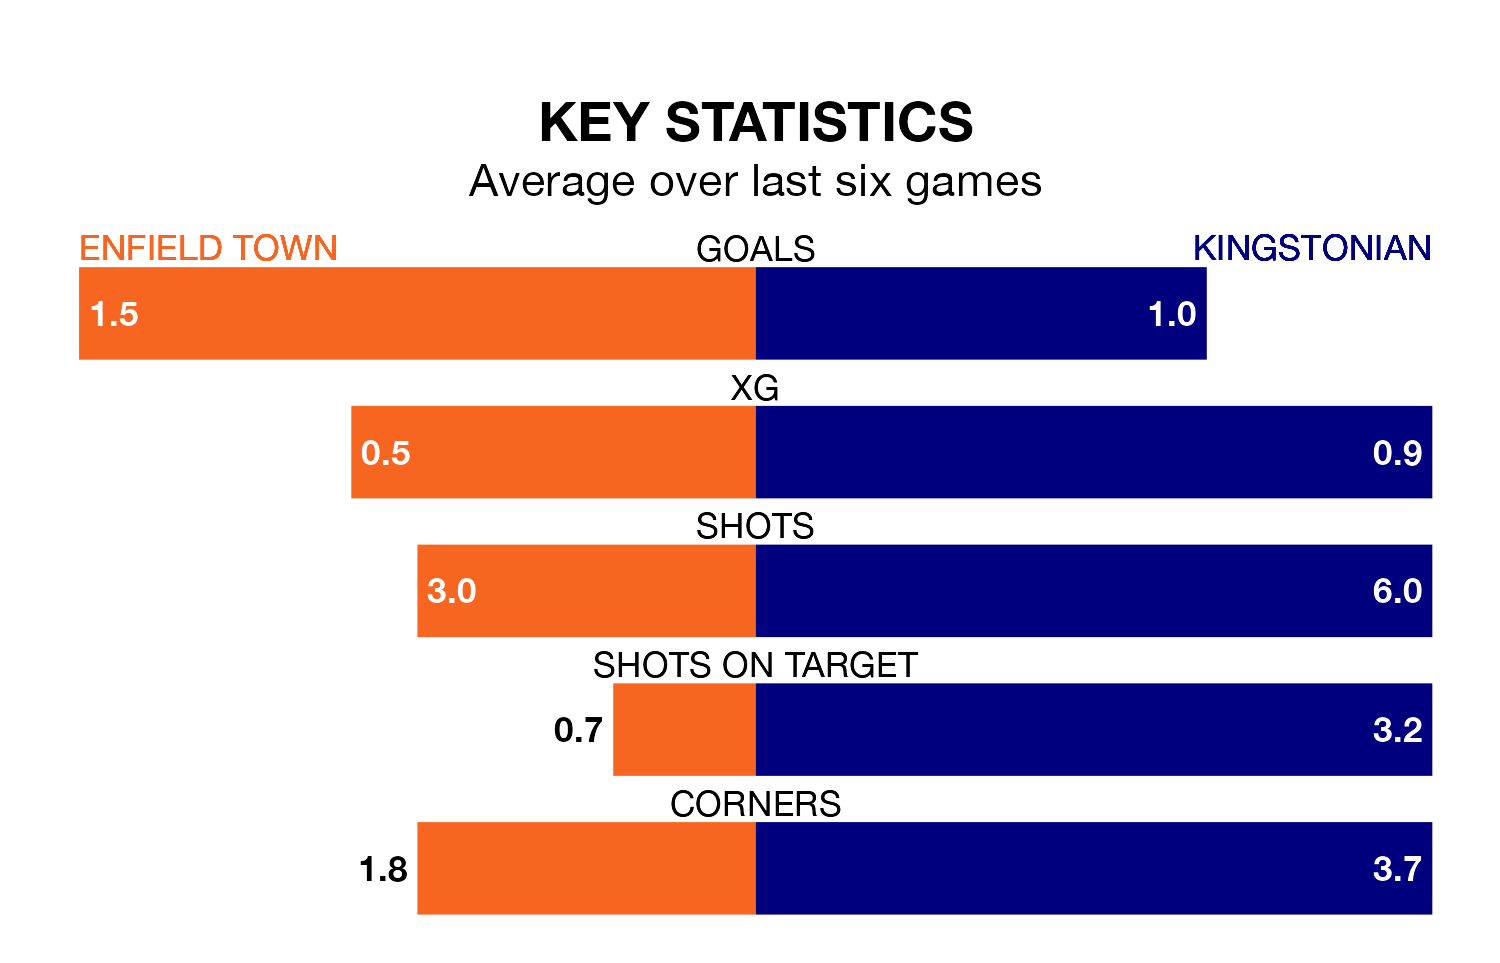 KEY STATISTICS
Average over last six games
ENFIELD TOWN GOALS KINGSTONIAN
1.5 1.0
XG
0.5 0.9
SHOTS
3.0 6.0
SHOTS ON TARGET
0.7 3.2
CORNERS
1.8 3.7